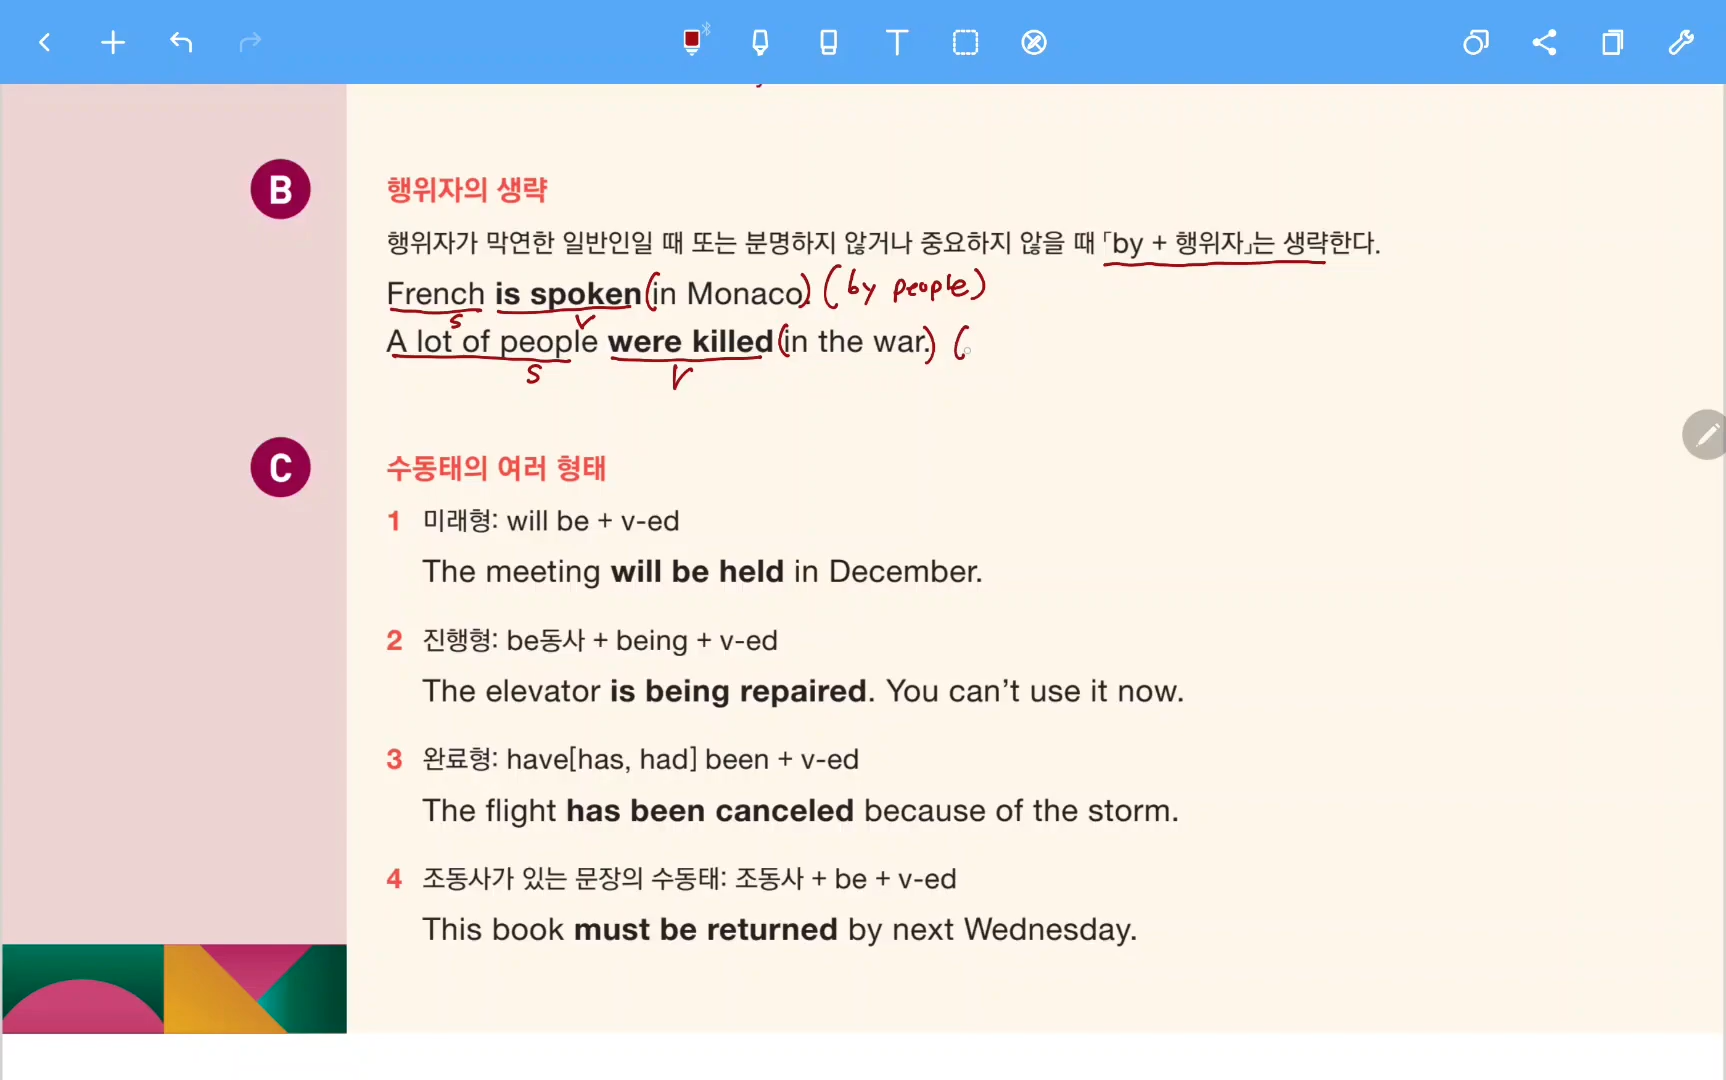 B
행위자의 생략
행위자가 막연한 일반인일 때 또는 분명하지 않거나 중요하지 않을 때 「by + 행위자」는 생략한다.
French is spoken (in Monaco.) (by people)
S V
A lot of people were killed (in the war.) (
S V
C
수동태의 여러 형태
1 미래형: will be + v-ed
The meeting will be held in December.
2 진행형: be동사 + being + v-ed
The elevator is being repaired. You can’t use it now.
3 완료형: have[has, had] been + v-ed
The flight has been canceled because of the storm.
4 조동사가 있는 문장의 수동태: 조동사 + be + v-ed
This book must be returned by next Wednesday.